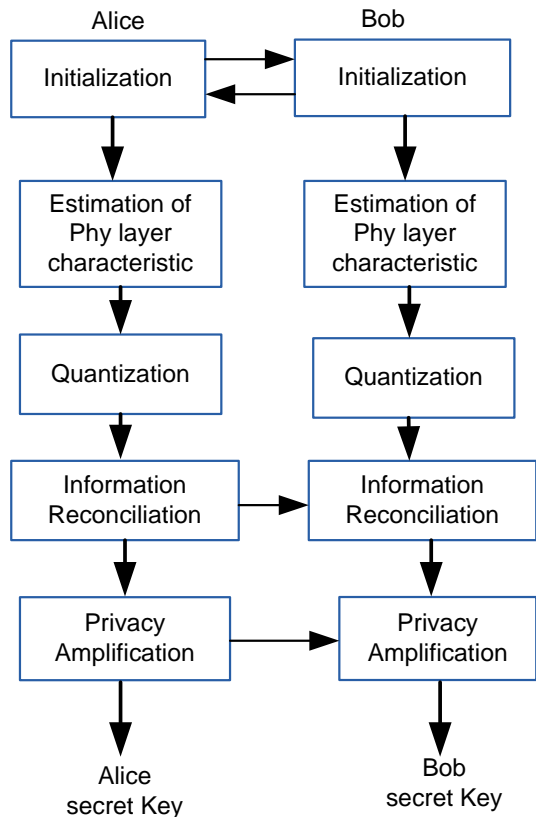 Alice
Bob
Initialization
Initialization
Estimation of
Phy layer
characteristic
Estimation of
Phy layer
characteristic
Quantization
Quantization
Information
Reconciliation
Information
Reconciliation
Privacy
Amplification
Privacy
Amplification
Alice
secret Key
Bob
secret Key